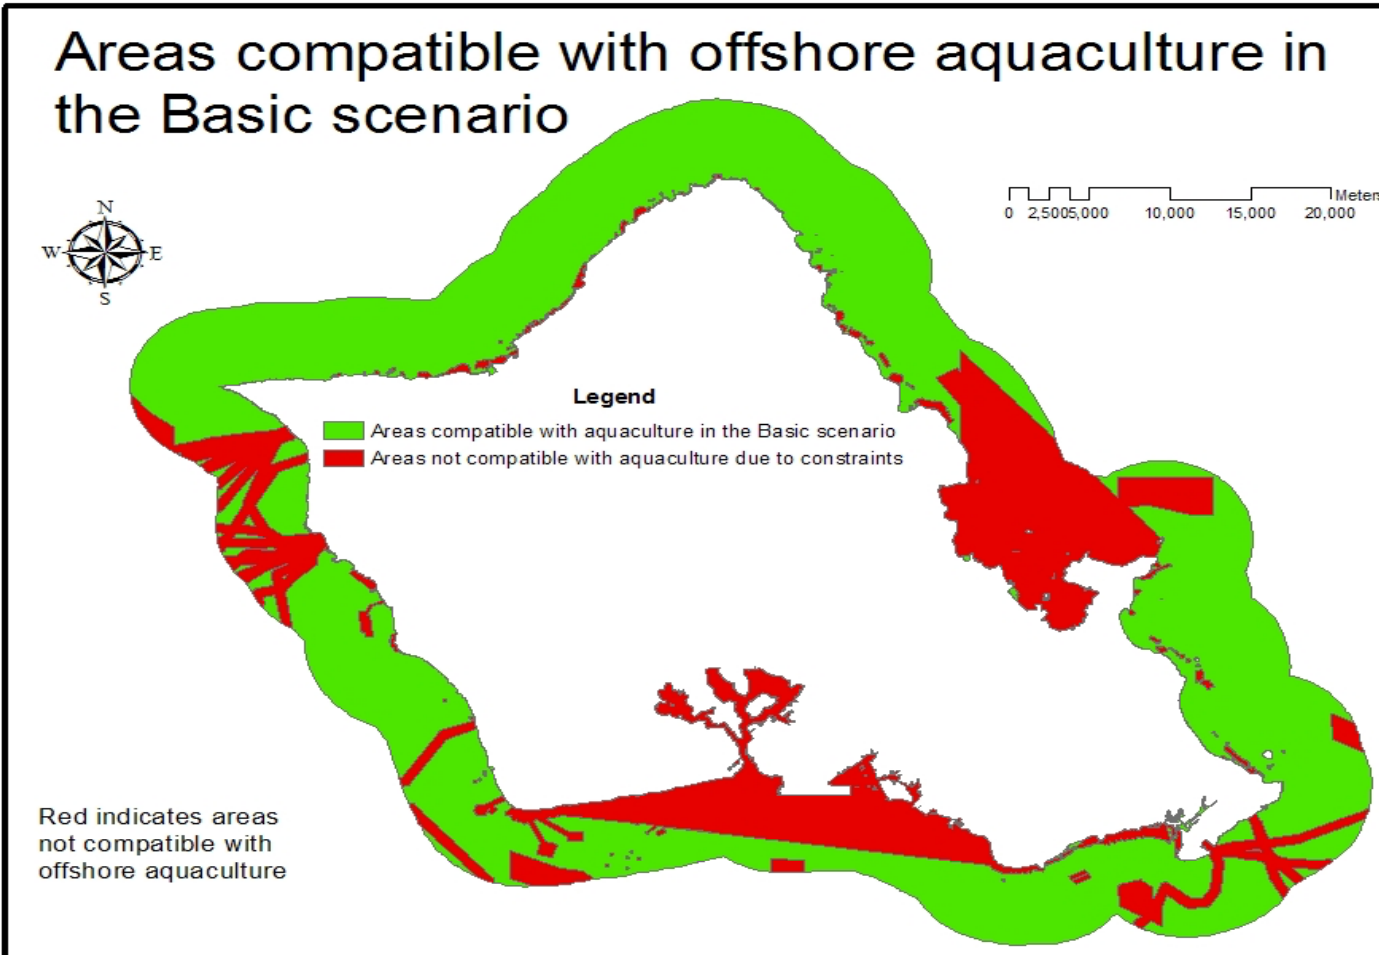 Areas compatible with offshore aquaculture in
the Basic scenario
N
W E
S
Meters
0 2,5005,000 10,000 15,000 20,000
Legend
Areas compatible with aquaculture in the Basic scenario
Areas not compatible with aquaculture due to constraints
Red indicates areas
not compatible with
offshore aquaculture